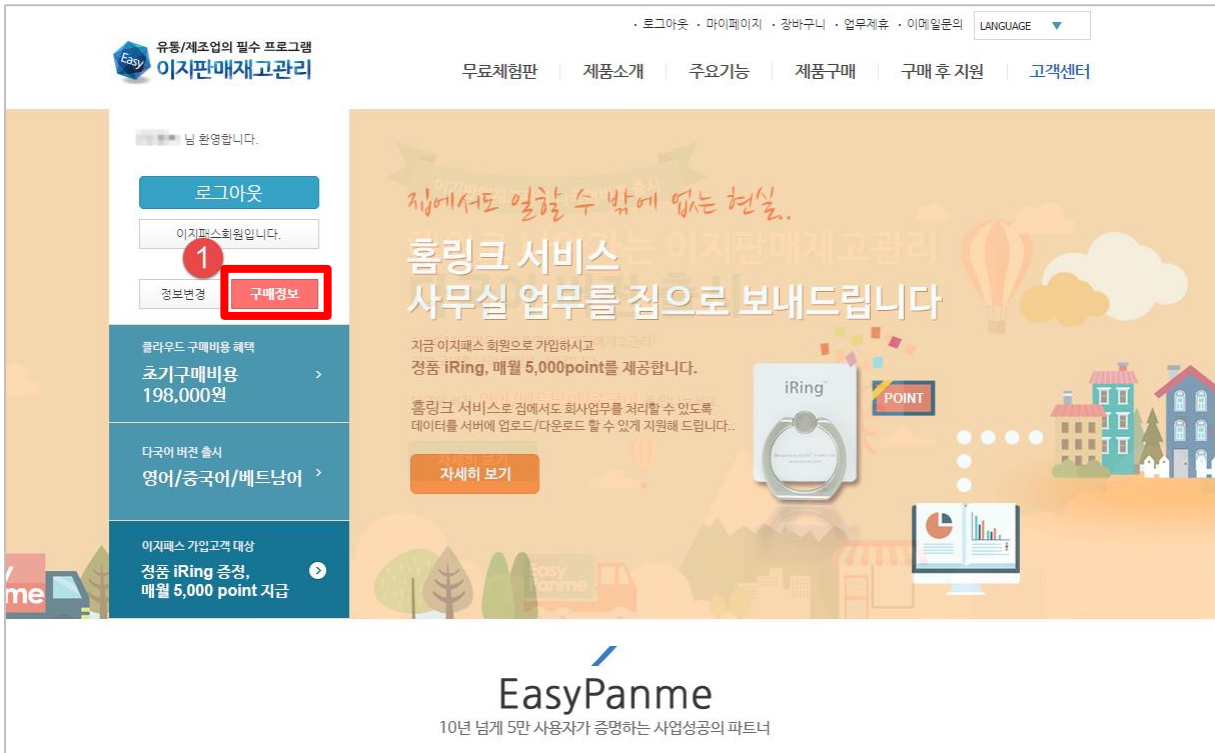 · 로그아웃 · 마이페이지 · 장바구니 · 업무제휴 · 이메일문의 LANGUAGE ▼
Easy
유통/제조업의 필수 프로그램
이지판매재고관리
무료체험판 제품소개 주요기능 제품구매 구매 후 지원 고객센터
님 환영합니다.
로그아웃
이지패스회원입니다.
1
정보변경 구매정보
클라우드 구매비용 혜택
초기구매비용 >
198,000원
다국어 버전 출시
영어/중국어/베트남어 >
이지패스 가입고객 대상
정품 iRing 증정,
매월 5,000 point 지급
집에서도 일할 수 밖에 없는 현실..
홈링크 서비스
사무실 업무를 집으로 보내드립니다
지금 이지패스 회원으로 가입하시고
정품 iRing, 매월 5,000point를 제공합니다.
홈링크 서비스로 집에서도 회사업무를 처리할 수 있도록
데이터를 서버에 업로드/다운로드 할 수 있게 지원해 드립니다..
자세히 보기
iRing
POINT
Easy
Panme
me
EasyPanme
10년 넘게 5만 사용자가 증명하는 사업성공의 파트너